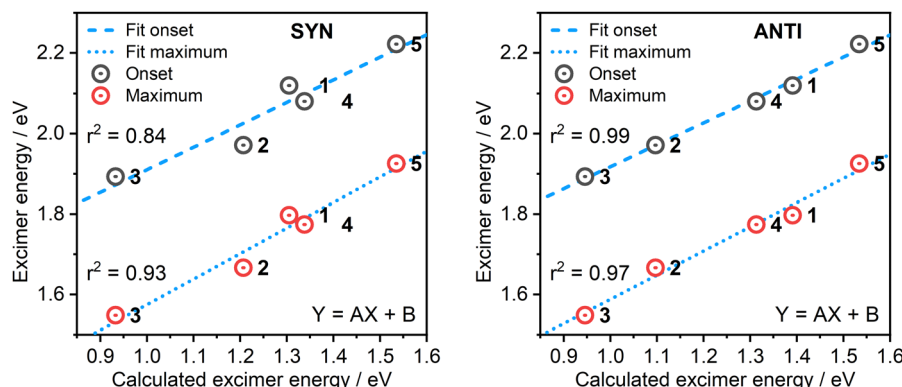 SYN
Fit onset
Fit maximum
Onset
Maximum
r² = 0.84
r² = 0.93
Y = AX + B
5
1
4
2
3
5
1
4
2
3
Excimer energy / eV
2.2
2.0
1.8
1.6
0.9 1.0 1.1 1.2 1.3 1.4 1.5 1.6
Calculated excimer energy / eV
ANTI
Fit onset
Fit maximum
Onset
Maximum
r² = 0.99
r² = 0.97
Y = AX + B
5
1
4
2
3
5
1
4
2
3
Excimer energy / eV
2.2
2.0
1.8
1.6
0.9 1.0 1.1 1.2 1.3 1.4 1.5 1.6
Calculated excimer energy / eV